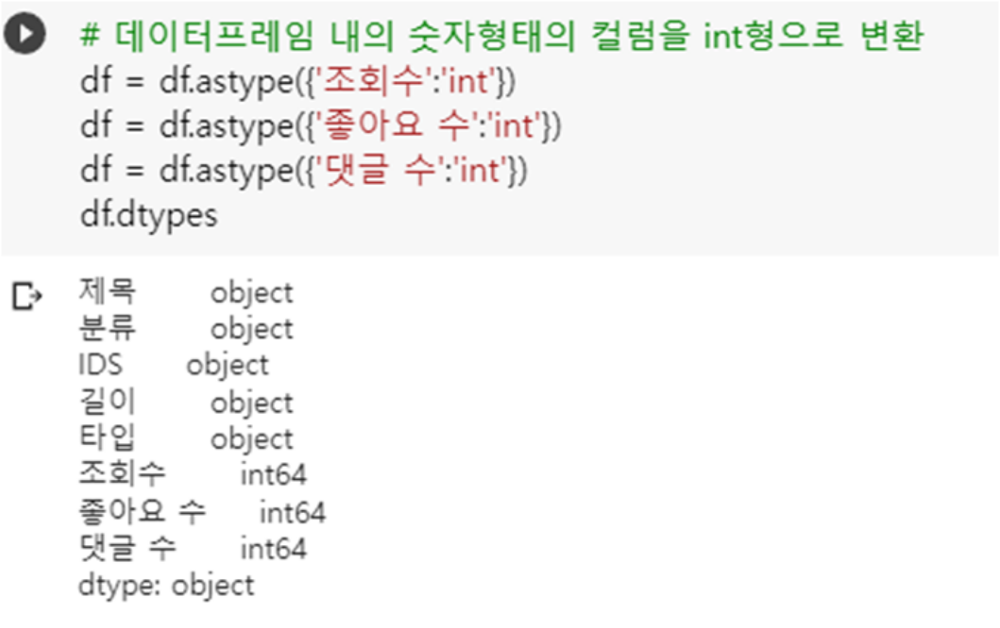 # 데이터프레임 내의 숫자형태의 컬럼을 int형으로 변환
df = df.astype({'조회수':'int'})
df = df.astype({'좋아요 수':'int'})
df = df.astype({'댓글 수':'int'})
df.dtypes
제목 object
분류 object
IDS object
길이 object
타입 object
조회수 int64
좋아요 수 int64
댓글 수 int64
dtype: object